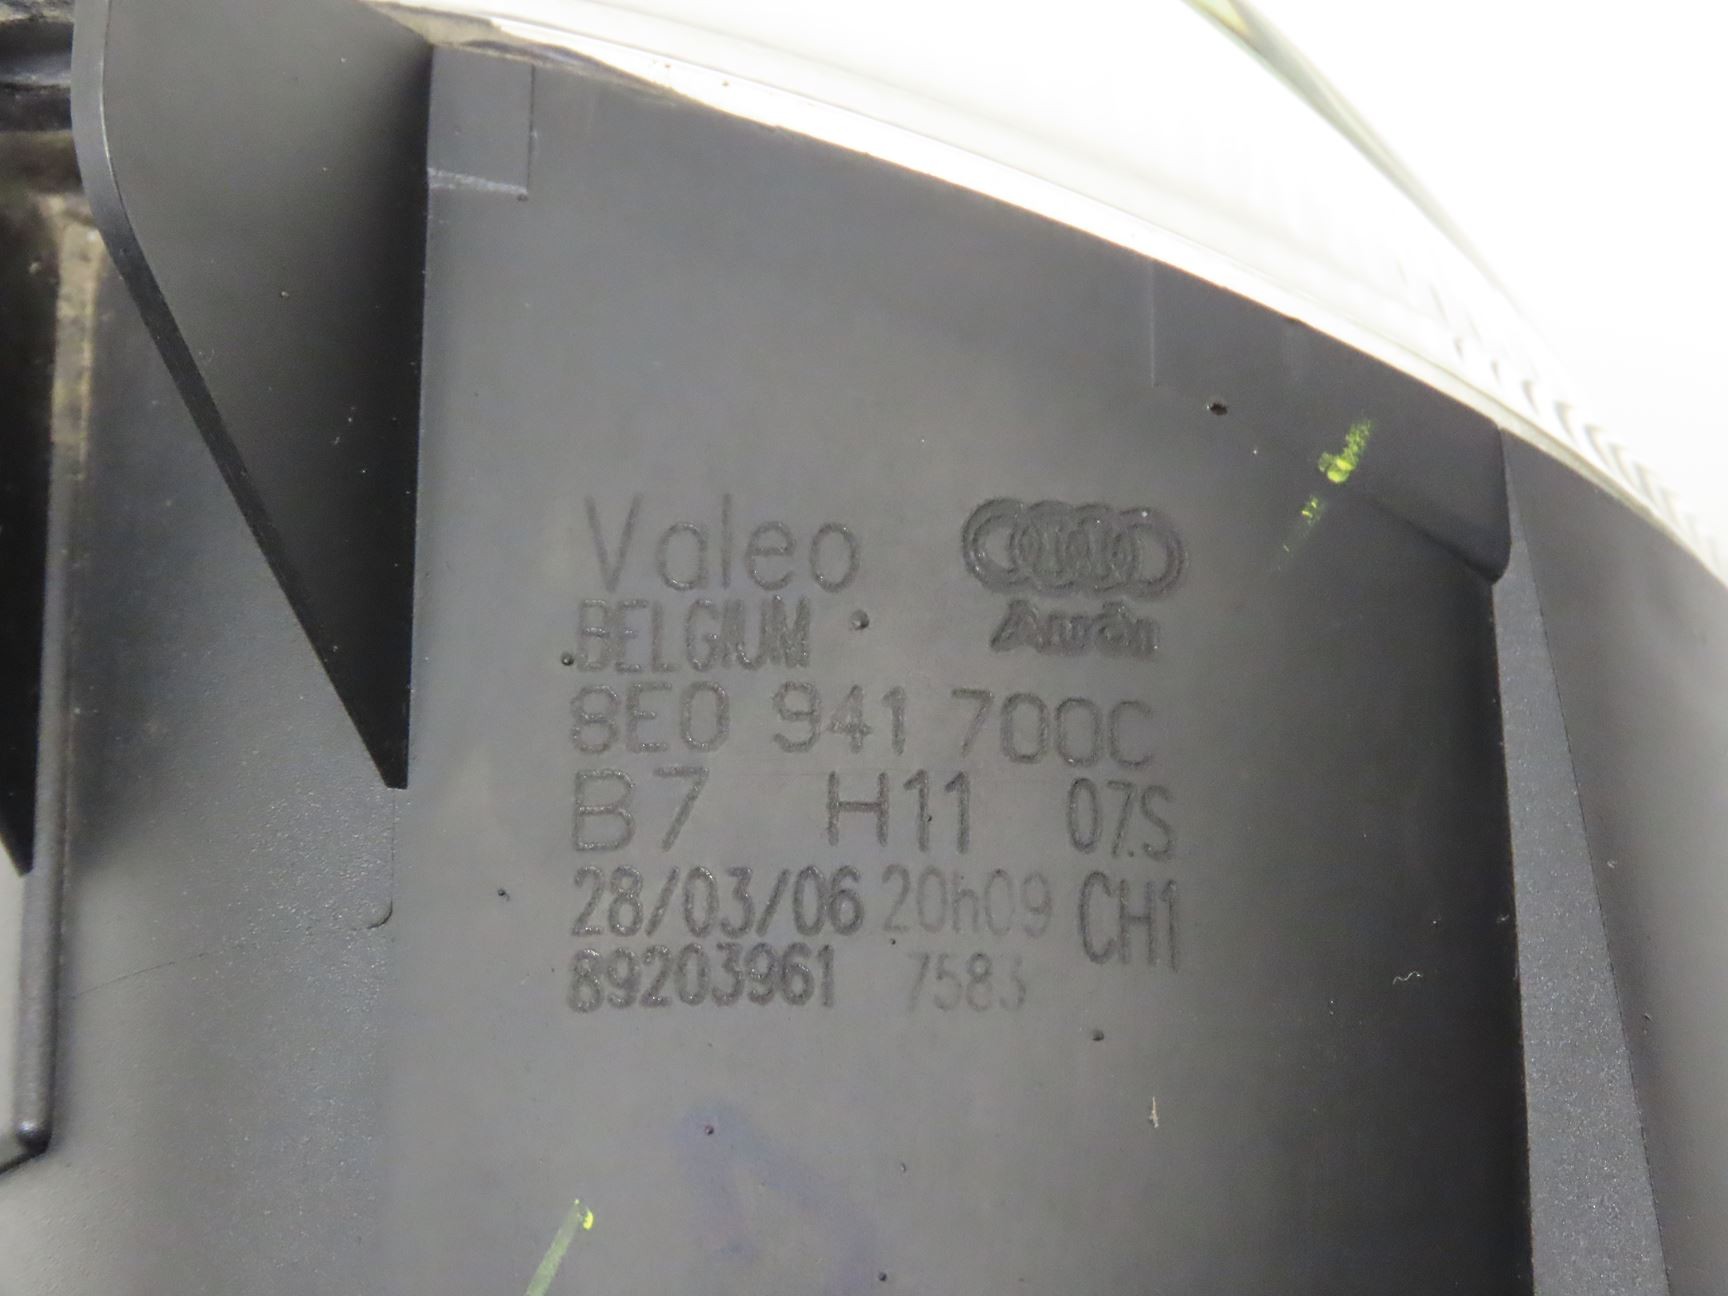 Valeo
Audi
BELGIUM
8E0 941 700C
B7 H11 07.S
28/03/06 20h09 CH1
89203961 7583